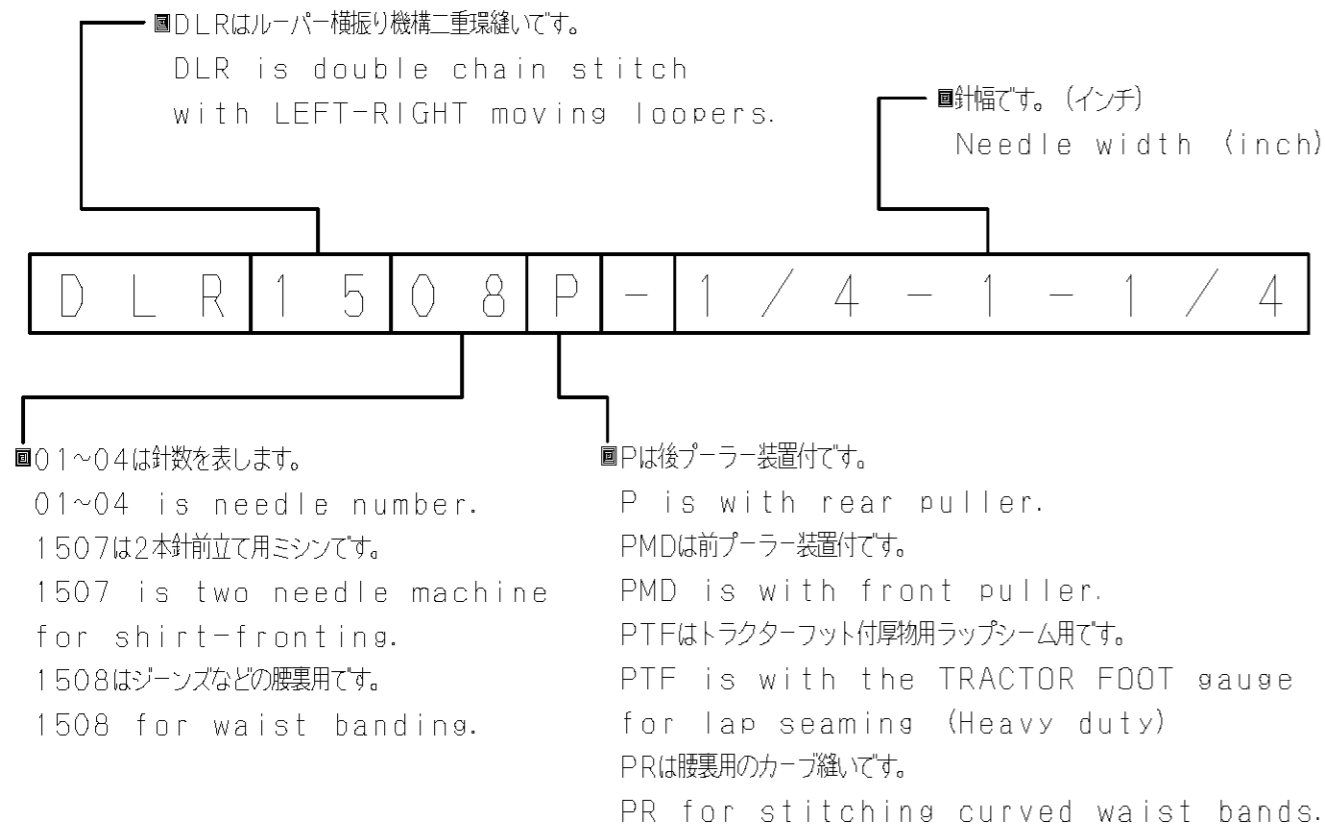 ■DLRはルーパー横振り機構二重環縫いです。
DLR is double chain stitch
with LEFT-RIGHT moving loopers.
■針幅です。(インチ)
Needle width (inch)
DLR1508P-1/4-1-1/4
■01~04は針数を表します。
01~04 is needle number.
1507は2本針前立て用ミシンです。
1507 is two needle machine
for shirt-fronting.
1508はジーンズなどの腰裏用です。
1508 for waist banding.
■Pは後プーラー装置付です。
P is with rear puller.
PMDは前プーラー装置付です。
PMD is with front puller.
PTFはトラクターフット付厚物用ラップシーム用です。
PTF is with the TRACTOR FOOT gauge
for lap seaming (Heavy duty)
PRは腰裏用のカーブ縫いです。
PR for stitching curved waist bands.